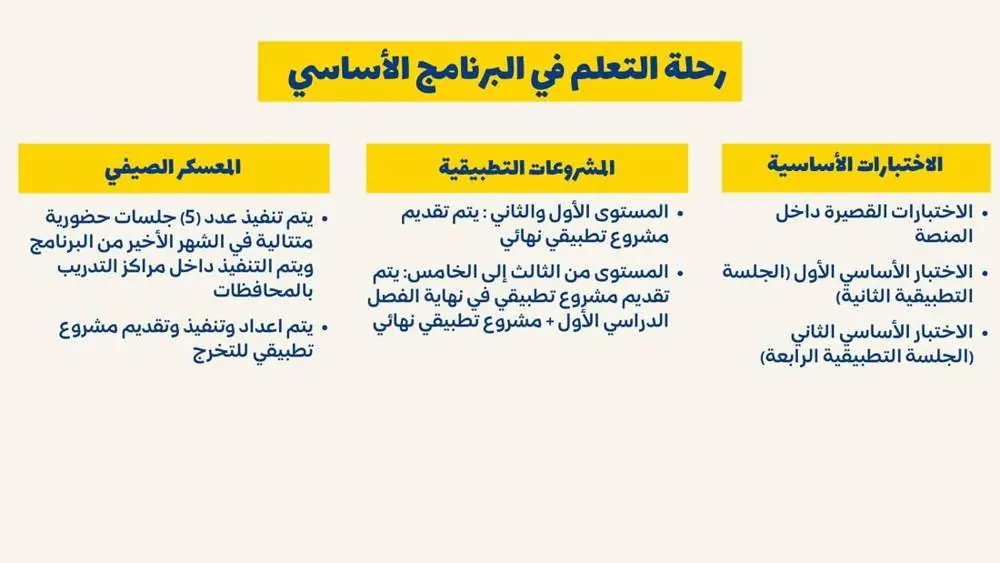 رحلة التعلم في البرنامج الأساسي
الاختبارات الأساسية
• الاختبارات القصيرة داخل
المنصة
• الاختبار الأساسي الأول (الجلسة
التطبيقية الثانية)
• الاختبار الأساسي الثاني
(الجلسة التطبيقية الرابعة)
المشروعات التطبيقية
• المستوى الأول والثاني : يتم تقديم
مشروع تطبيقي نهائي
• المستوى من الثالث إلى الخامس: يتم
تقديم مشروع تطبيقي في نهاية الفصل
الدراسي الأول + مشروع تطبيقي نهائي
المعسكر الصيفي
• يتم تنفيذ عدد (5) جلسات حضورية
متتالية في الشهر الأخير من البرنامج
ويتم التنفيذ داخل مراكز التدريب
بالمحافظات
• يتم اعداد وتنفيذ وتقديم مشروع
تطبيقي للتخرج